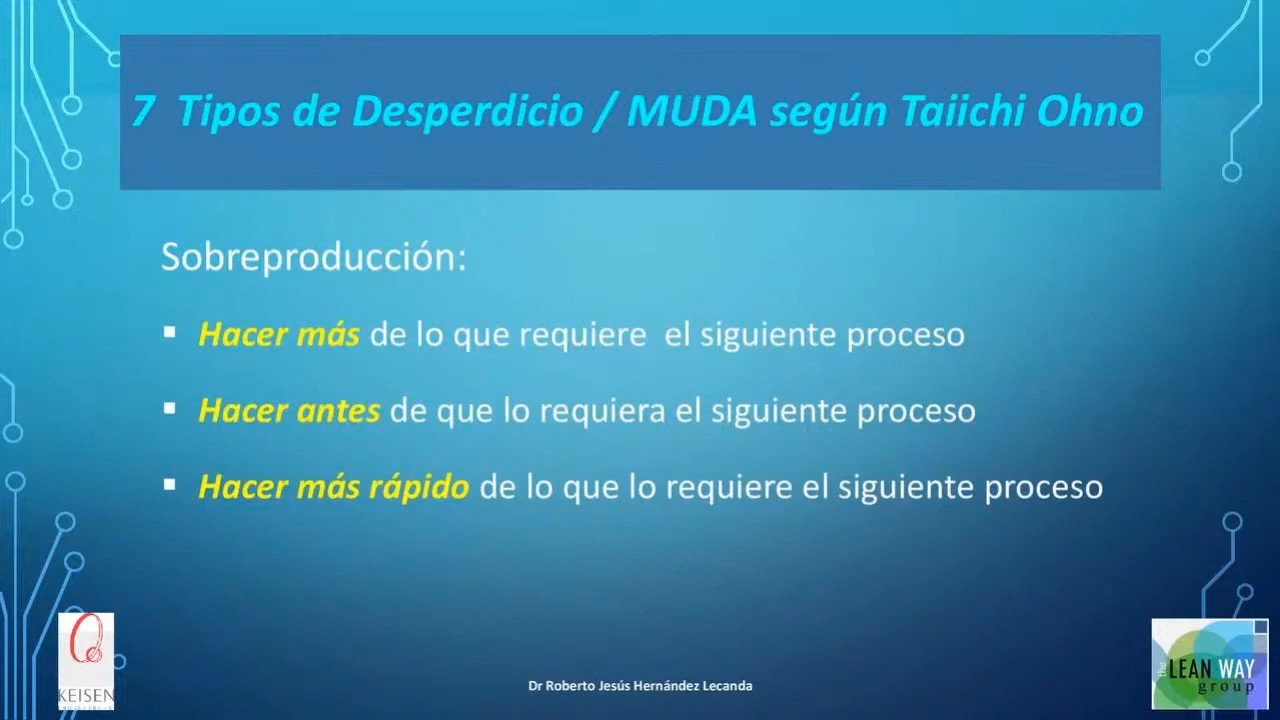 7 Tipos de Desperdicio / MUDA según Taiichi Ohno
Sobreproducción:
▪ Hacer más de lo que requiere el siguiente proceso
▪ Hacer antes de que lo requiera el siguiente proceso
▪ Hacer más rápido de lo que lo requiere el siguiente proceso
KEISEN
Dr Roberto Jesús Hernández Lecanda
the LEAN WAY
group